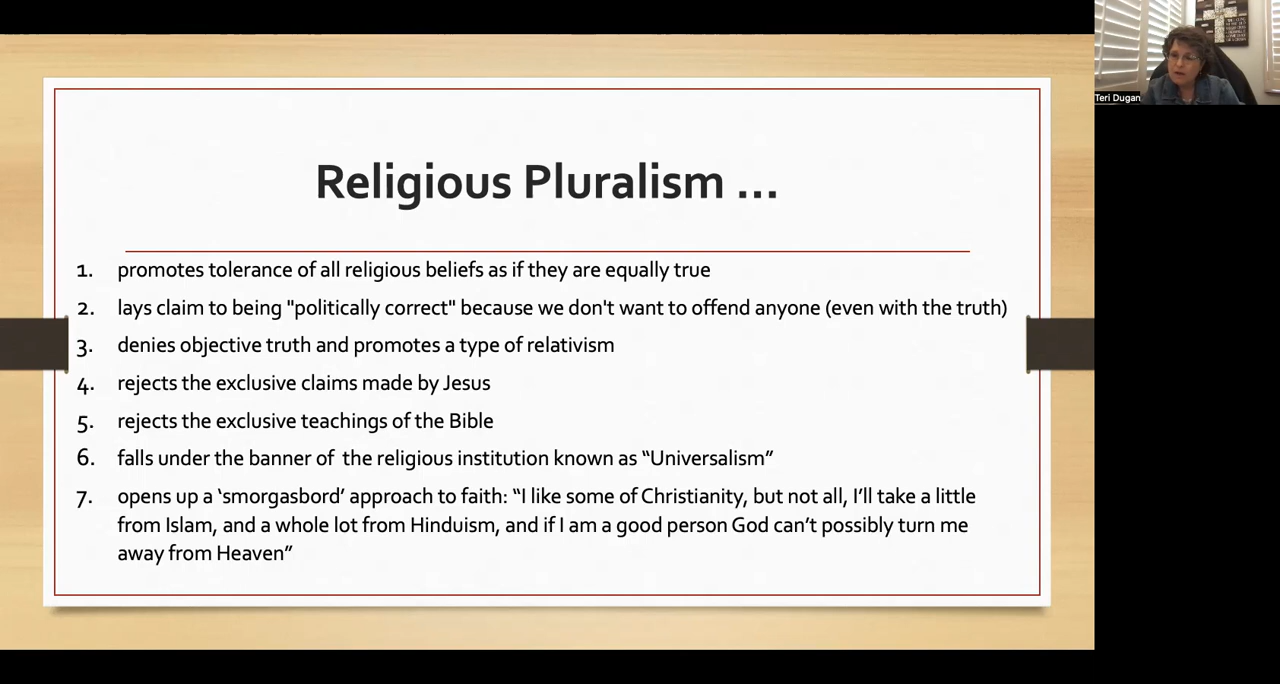 Teri Dugan
Religious Pluralism ...
1. promotes tolerance of all religious beliefs as if they are equally true
2. lays claim to being "politically correct" because we don't want to offend anyone (even with the truth)
3. denies objective truth and promotes a type of relativism
4. rejects the exclusive claims made by Jesus
5. rejects the exclusive teachings of the Bible
6. falls under the banner of the religious institution known as “Universalism”
7. opens up a ‘smorgasbord’ approach to faith: “I like some of Christianity, but not all, I’ll take a little
from Islam, and a whole lot from Hinduism, and if I am a good person God can’t possibly turn me
away from Heaven”